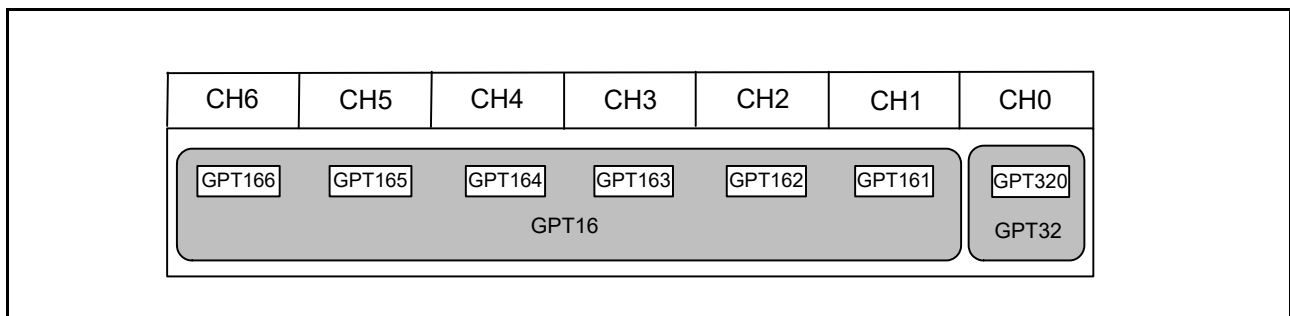 CH6 CH5 CH4 CH3 CH2 CH1 CH0
GPT166 GPT165 GPT164 GPT163 GPT162 GPT161 GPT320
GPT16 GPT32